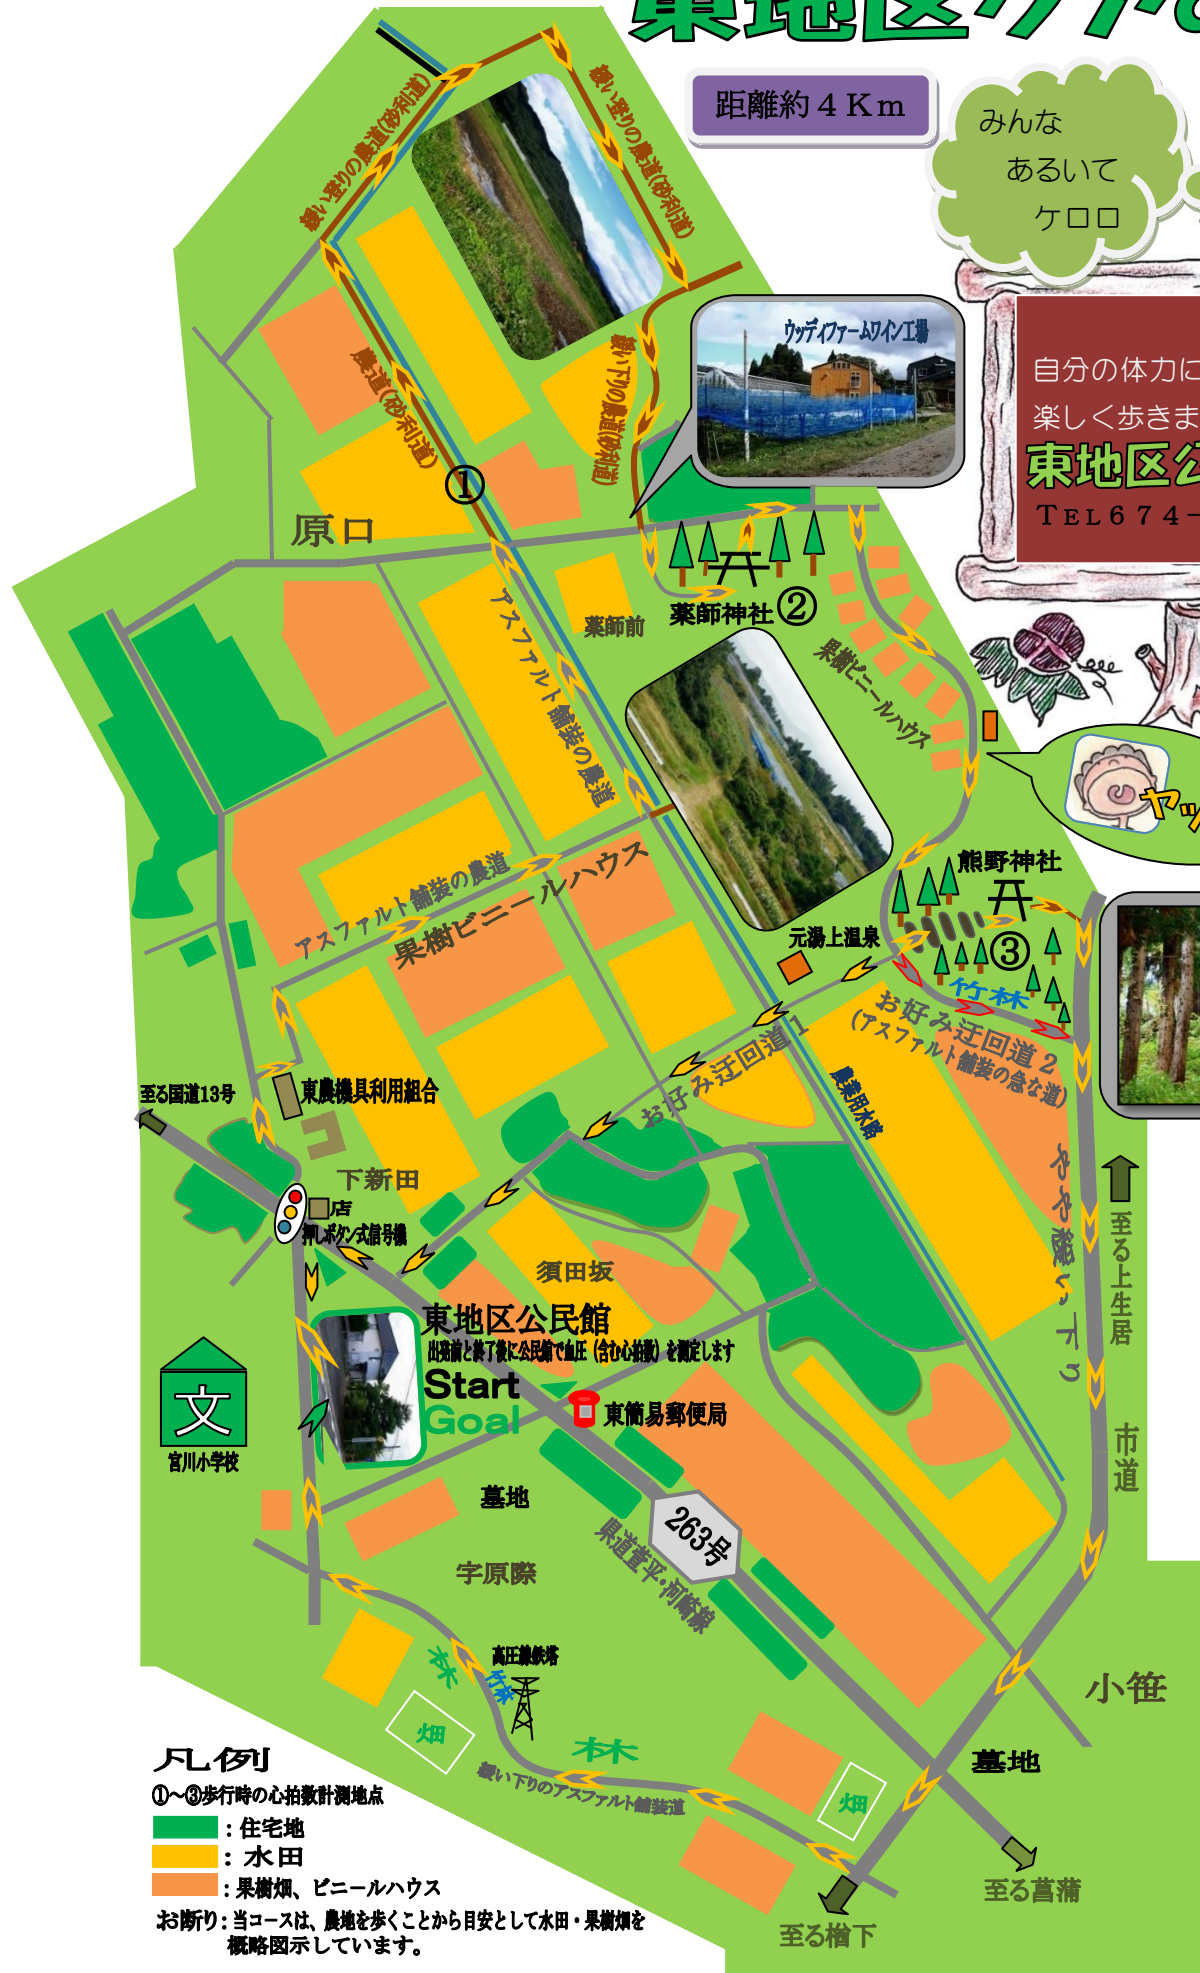 東地区クアの
距離約４Ｋｍ
みんな
あるいて
ケロロ
自分の体力に
楽しく歩きま
東地区公
TEL674-
緩い登りの農道(砂利道)
緩い登りの農道(砂利道)
ウッディファームワイン工場
緩い下りの農道(砂利道)
農道(砂利道)
①
原口
薬師神社②
薬師前
アスファルト舗装の農道
果樹ビニールハウス
ヤッ
熊野神社
③
元湯上温泉
竹林
アスファルト舗装の農道
果樹ビニールハウス
お好み迂回道１
お好み迂回道２
(アスファルト舗装の急な道)
農業用水路
至る国道13号
東農機具利用組合
下新田
店
押しボタン式信号機
須田坂
やや緩い下り
至る上生居
東地区公民館
出発前と終了後に公民館で血圧（含む心拍数）を測定します
Start
Goal
東簡易郵便局
文
宮川小学校
市道
墓地
263号
県道萱平・河崎線
字原際
高圧線鉄塔
林
竹林
畑
林
緩い下りのアスファルト舗装道
小笹
墓地
畑
至る菖蒲
至る楢下
凡例
①～③歩行時の心拍数計測地点
：住宅地
：水田
：果樹畑、ビニールハウス
お断り：当コースは、農地を歩くことから目安として水田・果樹畑を
概略図示しています。